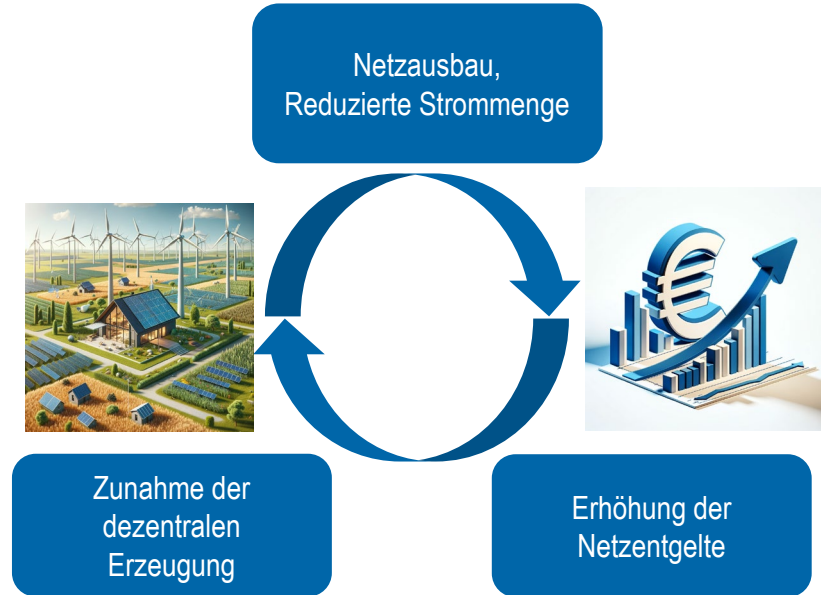 Netzausbau,
Reduzierte Strommenge
Zunahme der
dezentralen
Erzeugung
Erhöhung der
Netzentgelte